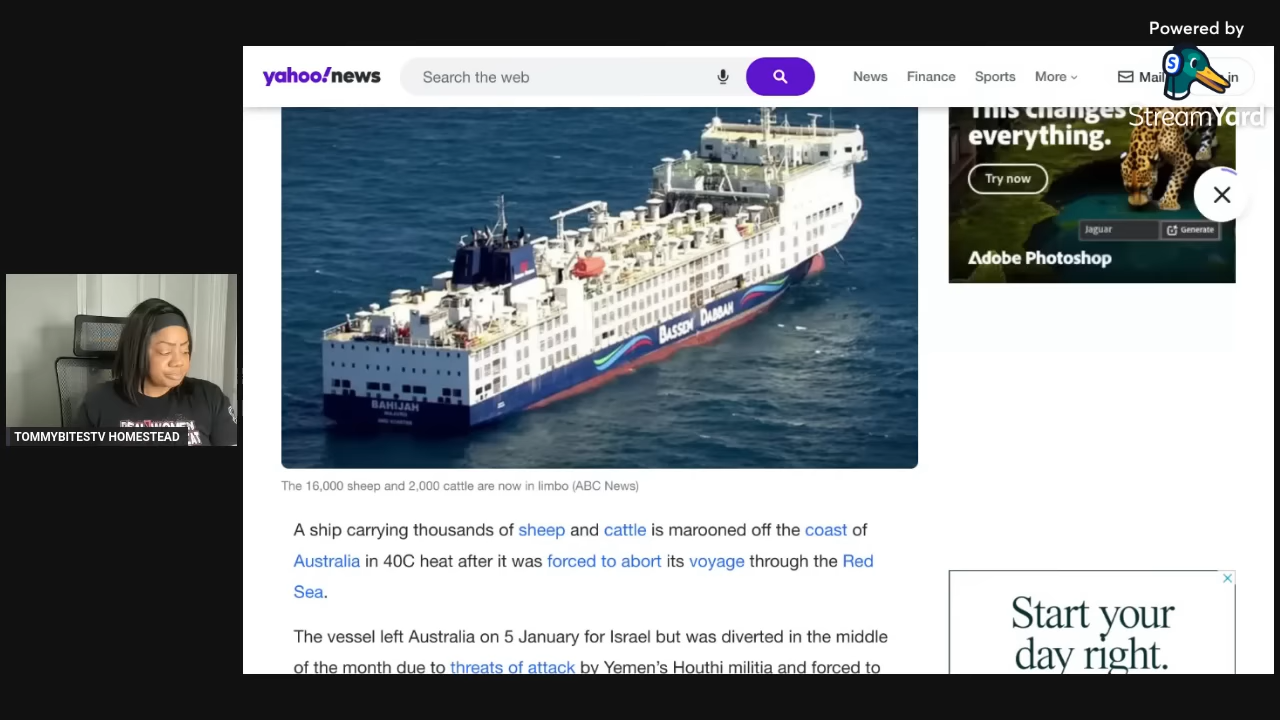 Powered by
StreamYard
yahoo!news
Search the web
News Finance Sports More
Mail
in
This changes
everything.
Try now
Jaguar
Generate
Adobe Photoshop
BASSEM DABBAH
BAHIJAH
TOMMYBITESTV HOMESTEAD
The 16,000 sheep and 2,000 cattle are now in limbo (ABC News)
A ship carrying thousands of sheep and cattle is marooned off the coast of
Australia in 40C heat after it was forced to abort its voyage through the Red
Sea.
The vessel left Australia on 5 January for Israel but was diverted in the middle
of the month due to threats of attack by Yemen's Houthi militia and forced to
Start your
day right.